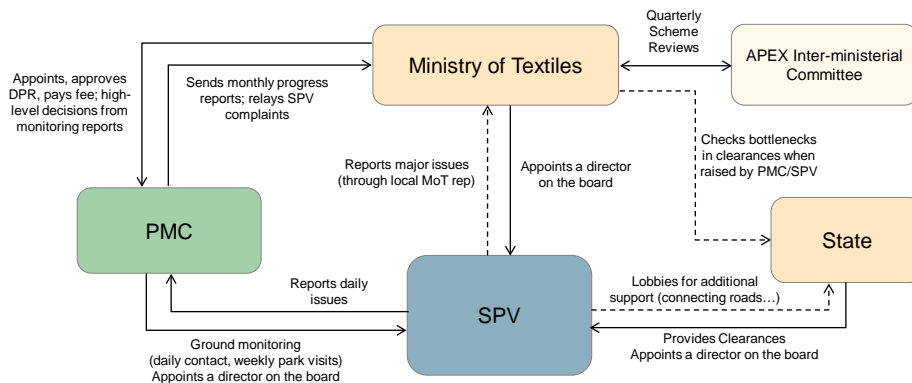 Quarterly
Scheme
Reviews
Ministry of Textiles
APEX Inter-ministerial
Committee
Appoints, approves
DPR, pays fee; high-
level decisions from
monitoring reports
Sends monthly progress
reports; relays SPV
complaints
Reports major issues
(through local MoT rep)
Appoints a director
on the board
Checks bottlenecks
in clearances when
raised by PMC/SPV
PMC
State
Reports daily
issues
SPV
Lobbies for additional
support (connecting roads…)
Ground monitoring
(daily contact, weekly park visits)
Appoints a director on the board
Provides Clearances
Appoints a director on the board